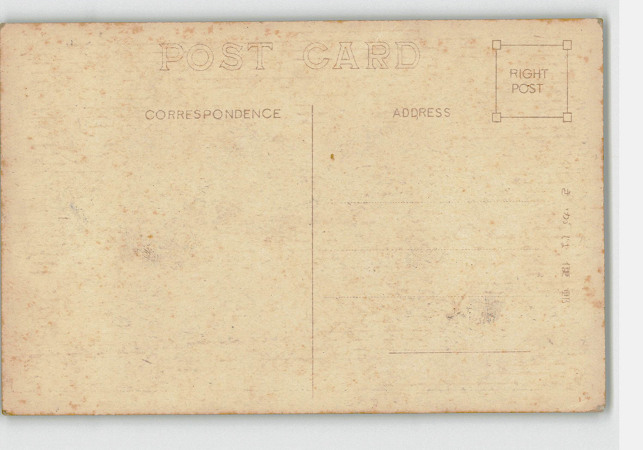 POST CARD
RIGHT
POST
CORRESPONDENCE
ADDRESS